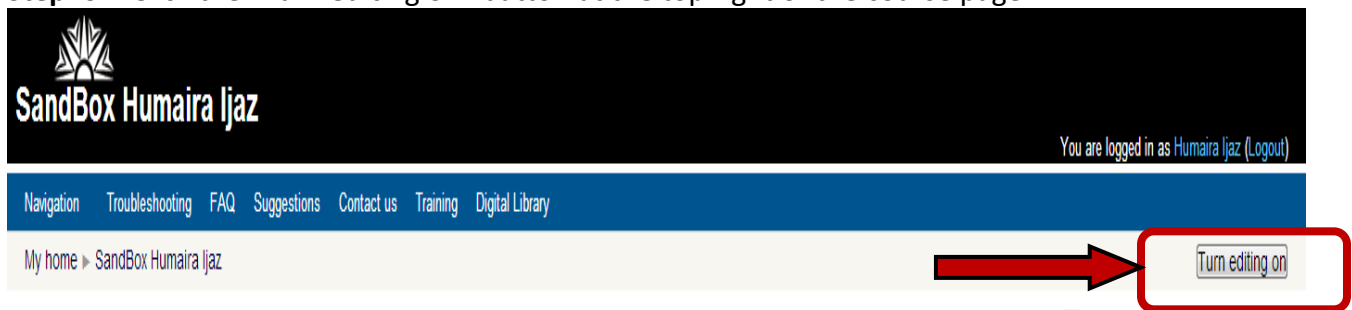 SandBox Humaira Ijaz
You are logged in as Humaira Ijaz (Logout)
Navigation Troubleshooting FAQ Suggestions Contact us Training Digital Library
My home ▶ SandBox Humaira Ijaz
Turn editing on